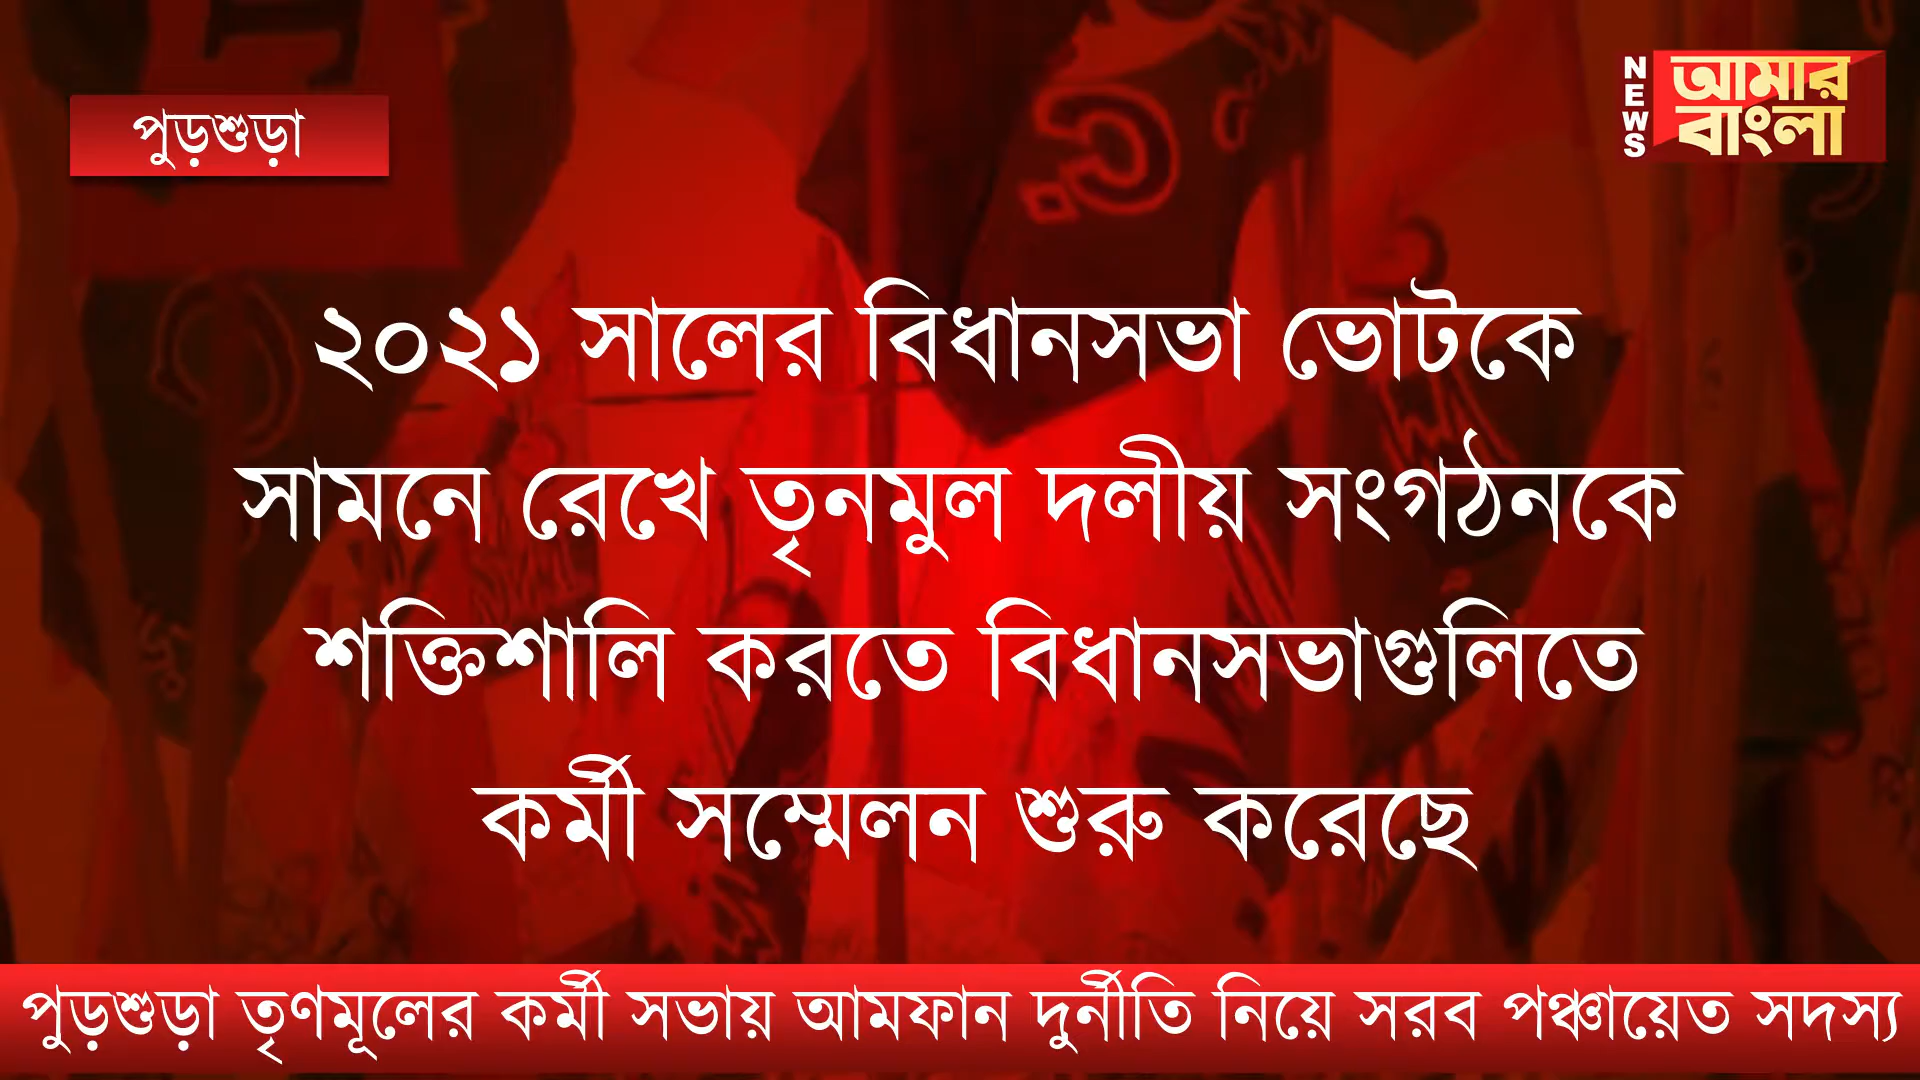 পুড়শুড়া
NEWS
আমার
বাংলা
২০২১ সালের বিধানসভা ভোটকে
সামনে রেখে তৃনমুল দলীয় সংগঠনকে
শক্তিশালি করতে বিধানসভাগুলিতে
কর্মী সম্মেলন শুরু করেছে
পুড়শুড়া তৃণমূলের কর্মী সভায় আমফান দুর্নীতি নিয়ে সরব পঞ্চায়েত সদস্য